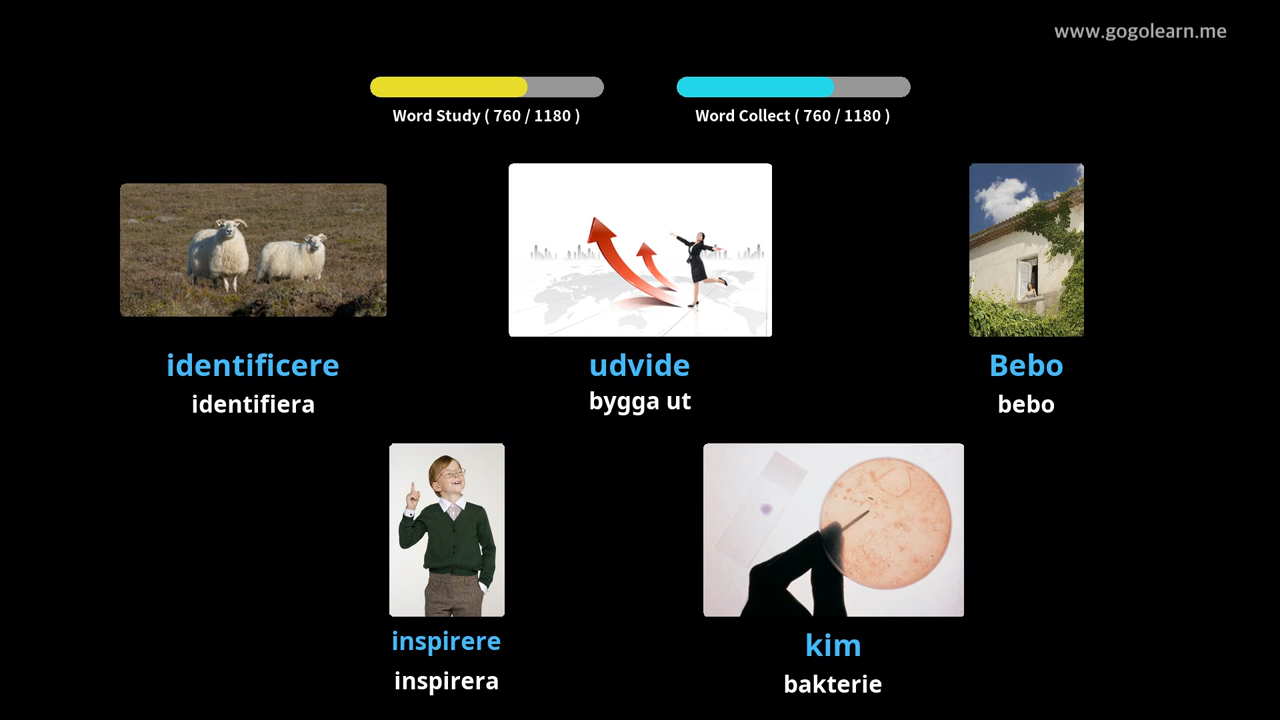 www.gogolearn.me
Word Study ( 760 / 1180 )
Word Collect ( 760 / 1180 )
identificere
identifiera
udvide
bygga ut
Bebo
bebo
inspirere
inspirera
kim
bakterie